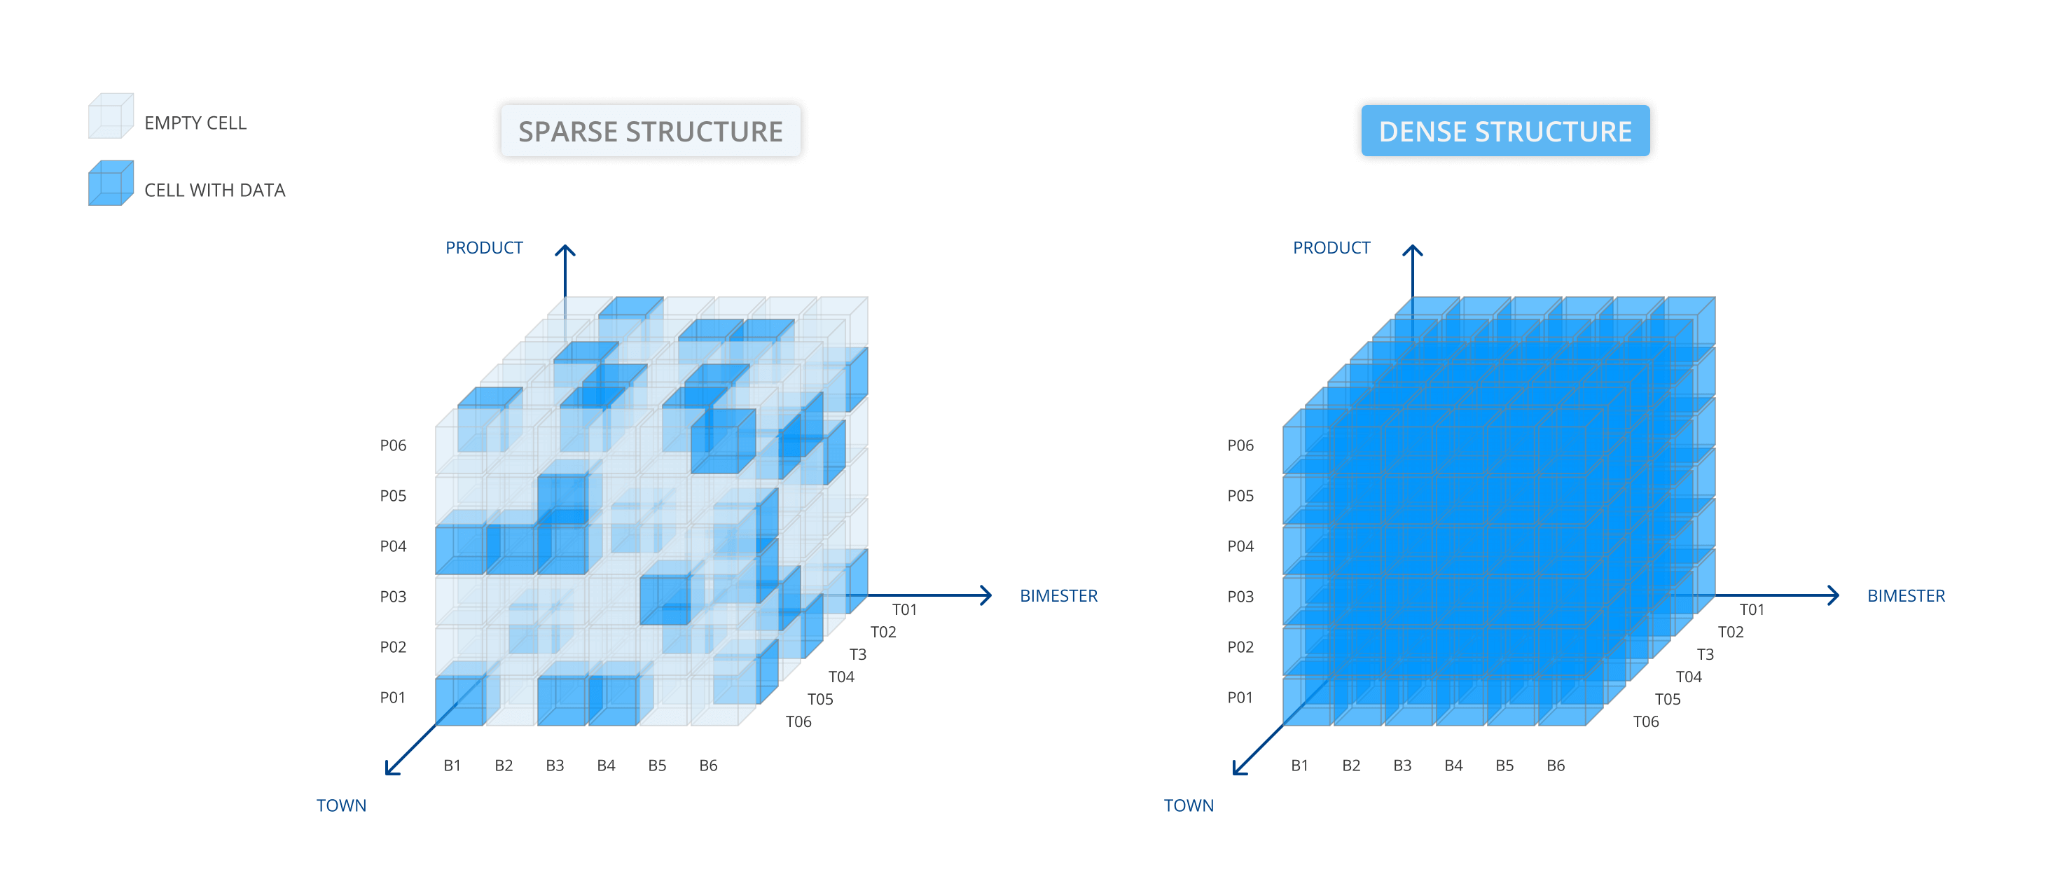 EMPTY CELL
CELL WITH DATA
SPARSE STRUCTURE
PRODUCT
P06
P05
P04
P03
P02
P01
B1 B2 B3 B4 B5 B6
T01
T02
T3
T04
T05
T06
BIMESTER
TOWN
DENSE STRUCTURE
PRODUCT
P06
P05
P04
P03
P02
P01
B1 B2 B3 B4 B5 B6
T01
T02
T3
T04
T05
T06
BIMESTER
TOWN